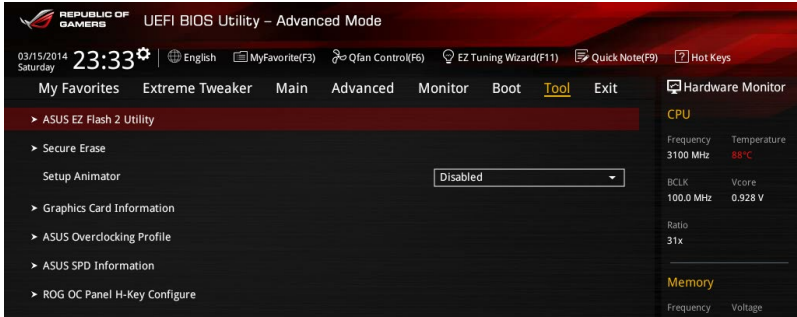 REPUBLIC OF
GAMERS
UEFI BIOS Utility – Advanced Mode
03/15/2014
Saturday
23:33
English
MyFavorite(F3)
Qfan Control(F6)
EZ Tuning Wizard(F11)
Quick Note(F9)
? Hot Keys
My Favorites Extreme Tweaker Main Advanced Monitor Boot Tool Exit
Hardware Monitor
> ASUS EZ Flash 2 Utility
> Secure Erase
Setup Animator Disabled
> Graphics Card Information
> ASUS Overclocking Profile
> ASUS SPD Information
> ROG OC Panel H-Key Configure
CPU
Frequency Temperature
3100 MHz 88°C
BCLK Vcore
100.0 MHz 0.928 V
Ratio
31x
Memory
Frequency Voltage